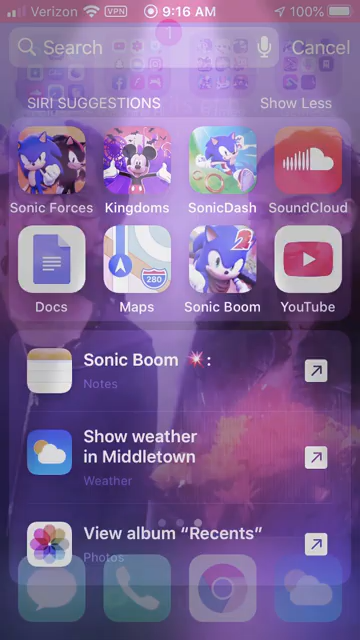 Verizon VPN 9:16 AM 100%
Search Cancel
SIRI SUGGESTIONS Show Less
Sonic Forces Kingdoms SonicDash SoundCloud
280
2
Docs Maps Sonic Boom YouTube
Sonic Boom 💥:
Notes
Show weather
in Middletown
Weather
View album “Recents”
Photos